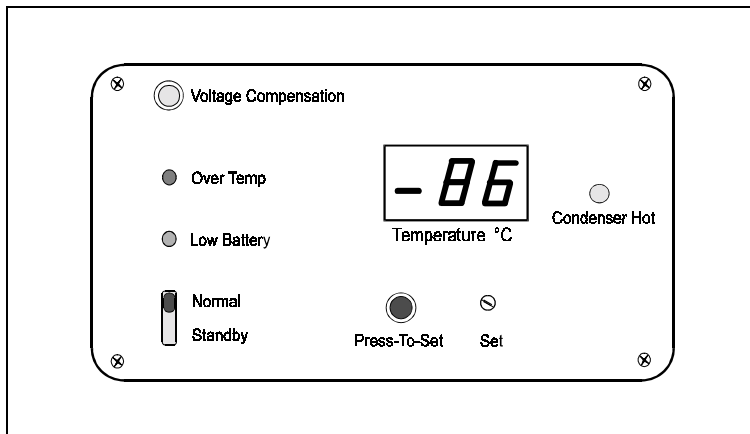 Voltage Compensation
Over Temp
-86
Temperature °C
Condenser Hot
Low Battery
Normal
Standby
Press-To-Set
Set